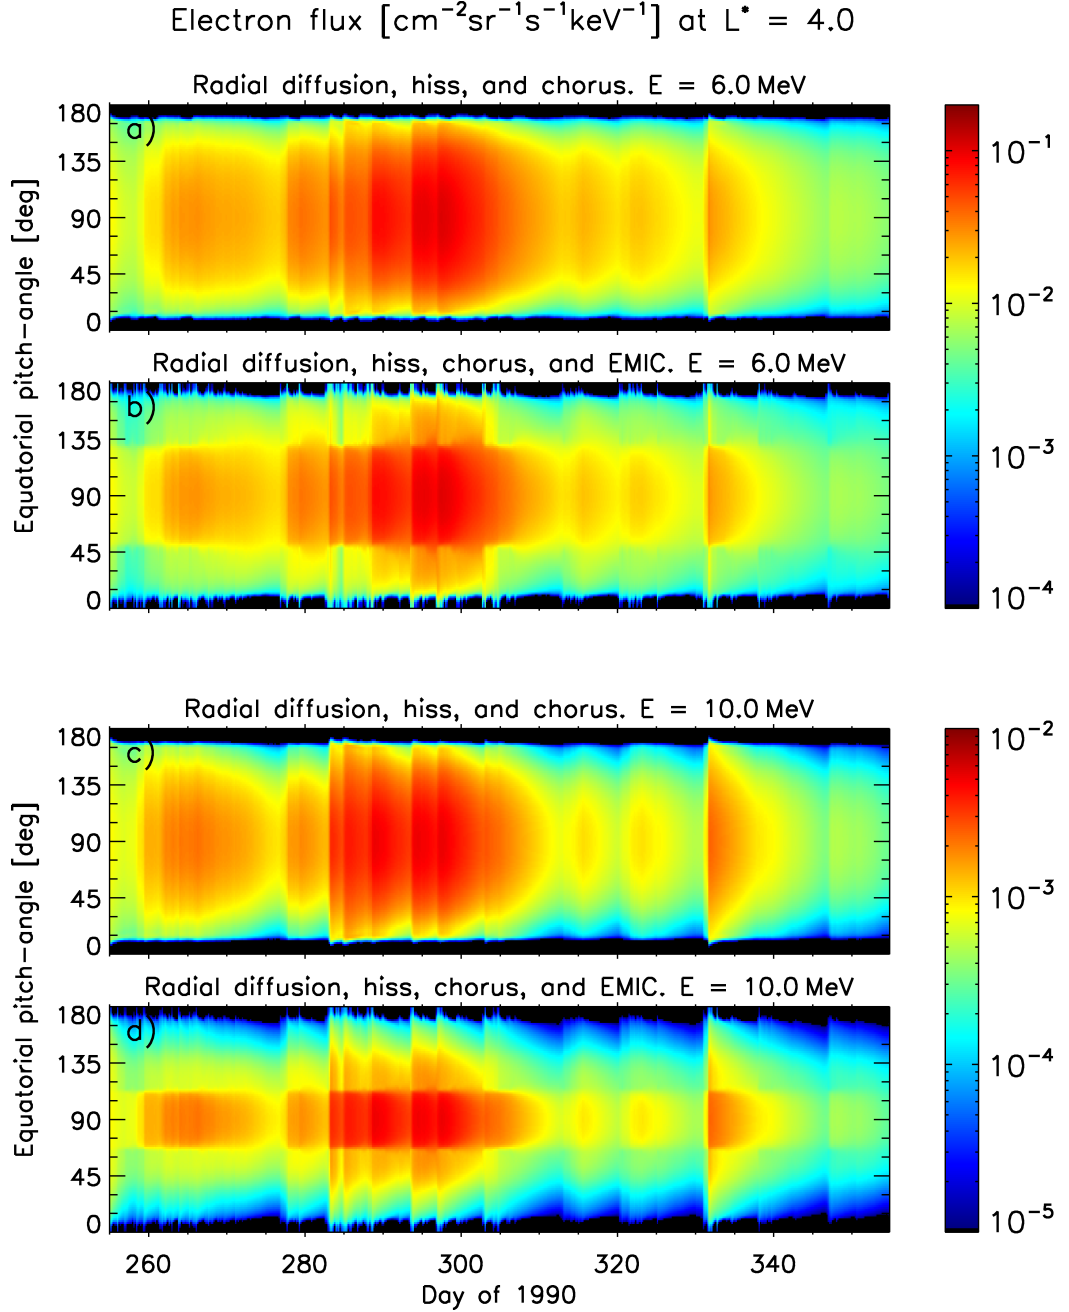 Electron flux [cm⁻²sr⁻¹s⁻¹keV⁻¹] at L* = 4.0
Radial diffusion, hiss, and chorus. E = 6.0 MeV
a)
180
135
90
45
0
Radial diffusion, hiss, chorus, and EMIC. E = 6.0 MeV
b)
180
135
90
45
0
Equatorial pitch-angle [deg]
10⁻¹
10⁻²
10⁻³
10⁻⁴
Radial diffusion, hiss, and chorus. E = 10.0 MeV
c)
180
135
90
45
0
Radial diffusion, hiss, chorus, and EMIC. E = 10.0 MeV
d)
180
135
90
45
0
Equatorial pitch-angle [deg]
10⁻²
10⁻³
10⁻⁴
10⁻⁵
260 280 300 320 340
Day of 1990